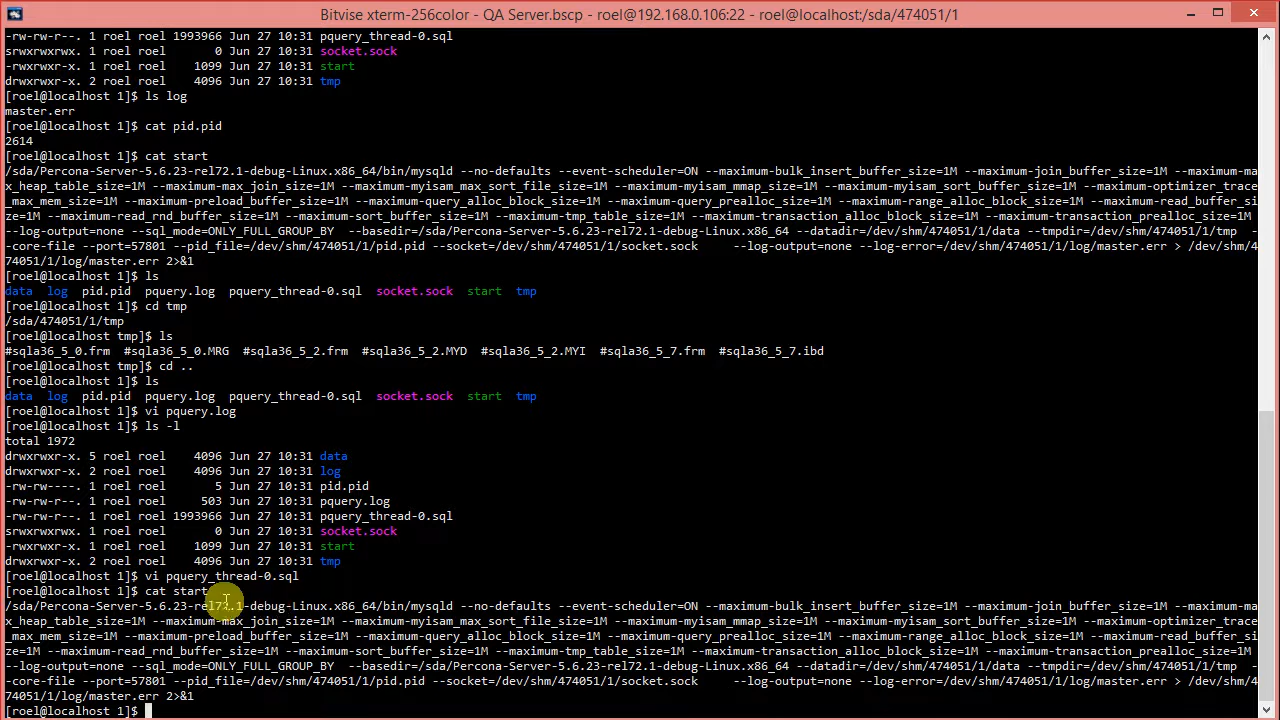 Bitvise xterm-256color - QA Server.bscp - roel@192.168.0.106:22 - roel@localhost:/sda/474051/1
-rw-rw-r--. 1 roel roel 1993966 Jun 27 10:31 pquery_thread-0.sql
srwxrwxrwx. 1 roel roel       0 Jun 27 10:31 socket.sock
-rwxrwxr-x. 1 roel roel    1099 Jun 27 10:31 start
drwxrwxr-x. 2 roel roel    4096 Jun 27 10:31 tmp
[roel@localhost 1]$ ls log
master.err
[roel@localhost 1]$ cat pid.pid
2614
[roel@localhost 1]$ cat start
/sda/Percona-Server-5.6.23-rel72.1-debug-Linux.x86_64/bin/mysqld --no-defaults --event-scheduler=ON --maximum-bulk_insert_buffer_size=1M --maximum-join_buffer_size=1M --maximum-ma
x_heap_table_size=1M --maximum-max_join_size=1M --maximum-myisam_max_sort_file_size=1M --maximum-myisam_mmap_size=1M --maximum-myisam_sort_buffer_size=1M --maximum-optimizer_trace
_max_mem_size=1M --maximum-preload_buffer_size=1M --maximum-query_alloc_block_size=1M --maximum-query_prealloc_size=1M --maximum-range_alloc_block_size=1M --maximum-read_buffer_si
ze=1M --maximum-read_rnd_buffer_size=1M --maximum-sort_buffer_size=1M --maximum-tmp_table_size=1M --maximum-transaction_alloc_block_size=1M --maximum-transaction_prealloc_size=1M
--log-output=none --sql_mode=ONLY_FULL_GROUP_BY  --basedir=/sda/Percona-Server-5.6.23-rel72.1-debug-Linux.x86_64 --datadir=/dev/shm/474051/1/data --tmpdir=/dev/shm/474051/1/tmp  -
-core-file --port=57801 --pid_file=/dev/shm/474051/1/pid.pid --socket=/dev/shm/474051/1/socket.sock     --log-output=none --log-error=/dev/shm/474051/1/log/master.err > /dev/shm/4
74051/1/log/master.err 2>&1
[roel@localhost 1]$ ls
data  log  pid.pid  pquery.log  pquery_thread-0.sql  socket.sock  start  tmp
[roel@localhost 1]$ cd tmp
/sda/474051/1/tmp
[roel@localhost tmp]$ ls
#sqla36_5_0.frm  #sqla36_5_0.MRG  #sqla36_5_2.frm  #sqla36_5_2.MYD  #sqla36_5_2.MYI  #sqla36_5_7.frm  #sqla36_5_7.ibd
[roel@localhost tmp]$ cd ..
[roel@localhost 1]$ ls
data  log  pid.pid  pquery.log  pquery_thread-0.sql  socket.sock  start  tmp
[roel@localhost 1]$ vi pquery.log
[roel@localhost 1]$ ls -l
total 1972
drwxrwxr-x. 5 roel roel    4096 Jun 27 10:31 data
drwxrwxr-x. 2 roel roel    4096 Jun 27 10:31 log
-rw-rw----. 1 roel roel       5 Jun 27 10:31 pid.pid
-rw-rw-r--. 1 roel roel     503 Jun 27 10:31 pquery.log
-rw-rw-r--. 1 roel roel 1993966 Jun 27 10:31 pquery_thread-0.sql
srwxrwxrwx. 1 roel roel       0 Jun 27 10:31 socket.sock
-rwxrwxr-x. 1 roel roel    1099 Jun 27 10:31 start
drwxrwxr-x. 2 roel roel    4096 Jun 27 10:31 tmp
[roel@localhost 1]$ vi pquery_thread-0.sql
[roel@localhost 1]$ cat start
/sda/Percona-Server-5.6.23-rel72.1-debug-Linux.x86_64/bin/mysqld --no-defaults --event-scheduler=ON --maximum-bulk_insert_buffer_size=1M --maximum-join_buffer_size=1M --maximum-ma
x_heap_table_size=1M --maximum-max_join_size=1M --maximum-myisam_max_sort_file_size=1M --maximum-myisam_mmap_size=1M --maximum-myisam_sort_buffer_size=1M --maximum-optimizer_trace
_max_mem_size=1M --maximum-preload_buffer_size=1M --maximum-query_alloc_block_size=1M --maximum-query_prealloc_size=1M --maximum-range_alloc_block_size=1M --maximum-read_buffer_si
ze=1M --maximum-read_rnd_buffer_size=1M --maximum-sort_buffer_size=1M --maximum-tmp_table_size=1M --maximum-transaction_alloc_block_size=1M --maximum-transaction_prealloc_size=1M
--log-output=none --sql_mode=ONLY_FULL_GROUP_BY  --basedir=/sda/Percona-Server-5.6.23-rel72.1-debug-Linux.x86_64 --datadir=/dev/shm/474051/1/data --tmpdir=/dev/shm/474051/1/tmp  -
-core-file --port=57801 --pid_file=/dev/shm/474051/1/pid.pid --socket=/dev/shm/474051/1/socket.sock     --log-output=none --log-error=/dev/shm/474051/1/log/master.err > /dev/shm/4
74051/1/log/master.err 2>&1
[roel@localhost 1]$